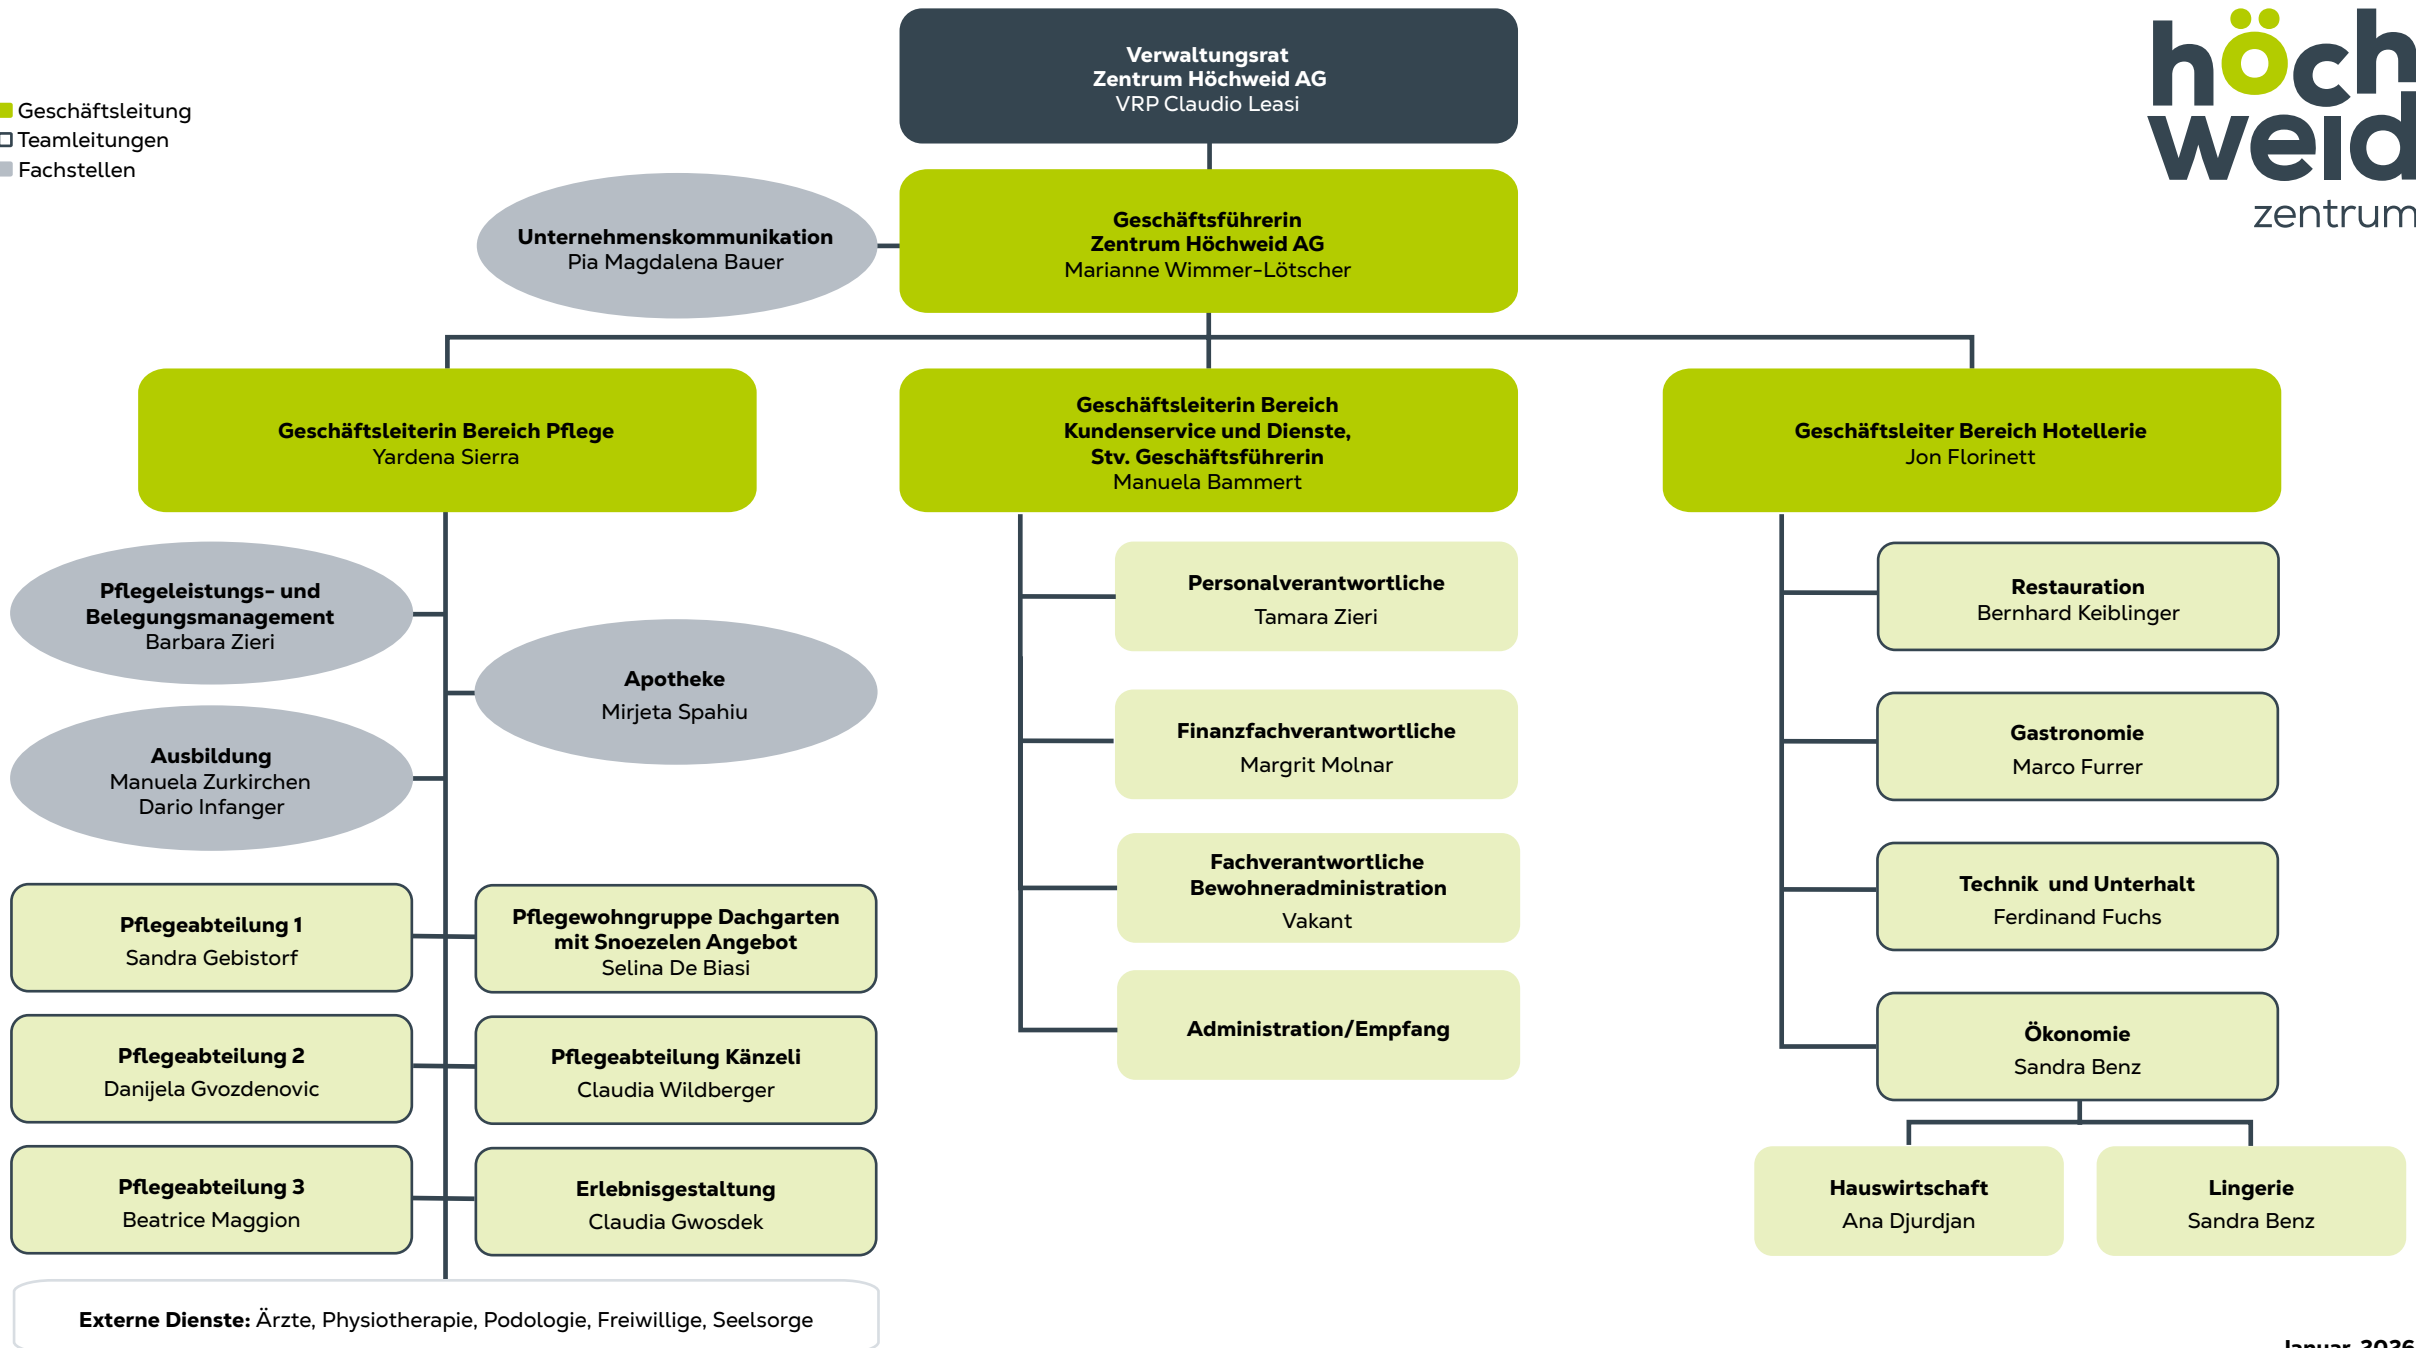 höch
weid
zentrum
Geschäftsleitung
Teamleitungen
Fachstellen
Verwaltungsrat
Zentrum Höchweid AG
VRP Claudio Leasi
Unternehmenskommunikation
Pia Magdalena Bauer
Geschäftsführerin
Zentrum Höchweid AG
Marianne Wimmer-Lötscher
Geschäftsleiterin Bereich Pflege
Yardena Sierra
Geschäftsleiterin Bereich
Kundenservice und Dienste,
Stv. Geschäftsführerin
Manuela Bammert
Geschäftsleiter Bereich Hotellerie
Jon Florinett
Pflegeleistungs- und
Belegungsmanagement
Barbara Zieri
Apotheke
Mirjeta Spahiu
Ausbildung
Manuela Zurkirchen
Dario Infanger
Pflegeabteilung 1
Sandra Gebistorf
Pflegewohngruppe Dachgarten
mit Snoezelen Angebot
Selina De Biasi
Pflegeabteilung 2
Danijela Gvozdenovic
Pflegeabteilung Känzeli
Claudia Wildberger
Pflegeabteilung 3
Beatrice Maggion
Erlebnisgestaltung
Claudia Gwosdek
Externe Dienste: Ärzte, Physiotherapie, Podologie, Freiwillige, Seelsorge
Personalverantwortliche
Tamara Zieri
Finanzfachverantwortliche
Margrit Molnar
Fachverantwortliche
Bewohneradministration
Vakant
Administration/Empfang
Restauration
Bernhard Keiblinger
Gastronomie
Marco Furrer
Technik und Unterhalt
Ferdinand Fuchs
Ökonomie
Sandra Benz
Hauswirtschaft
Ana Djurdjan
Lingerie
Sandra Benz
Januar 2026